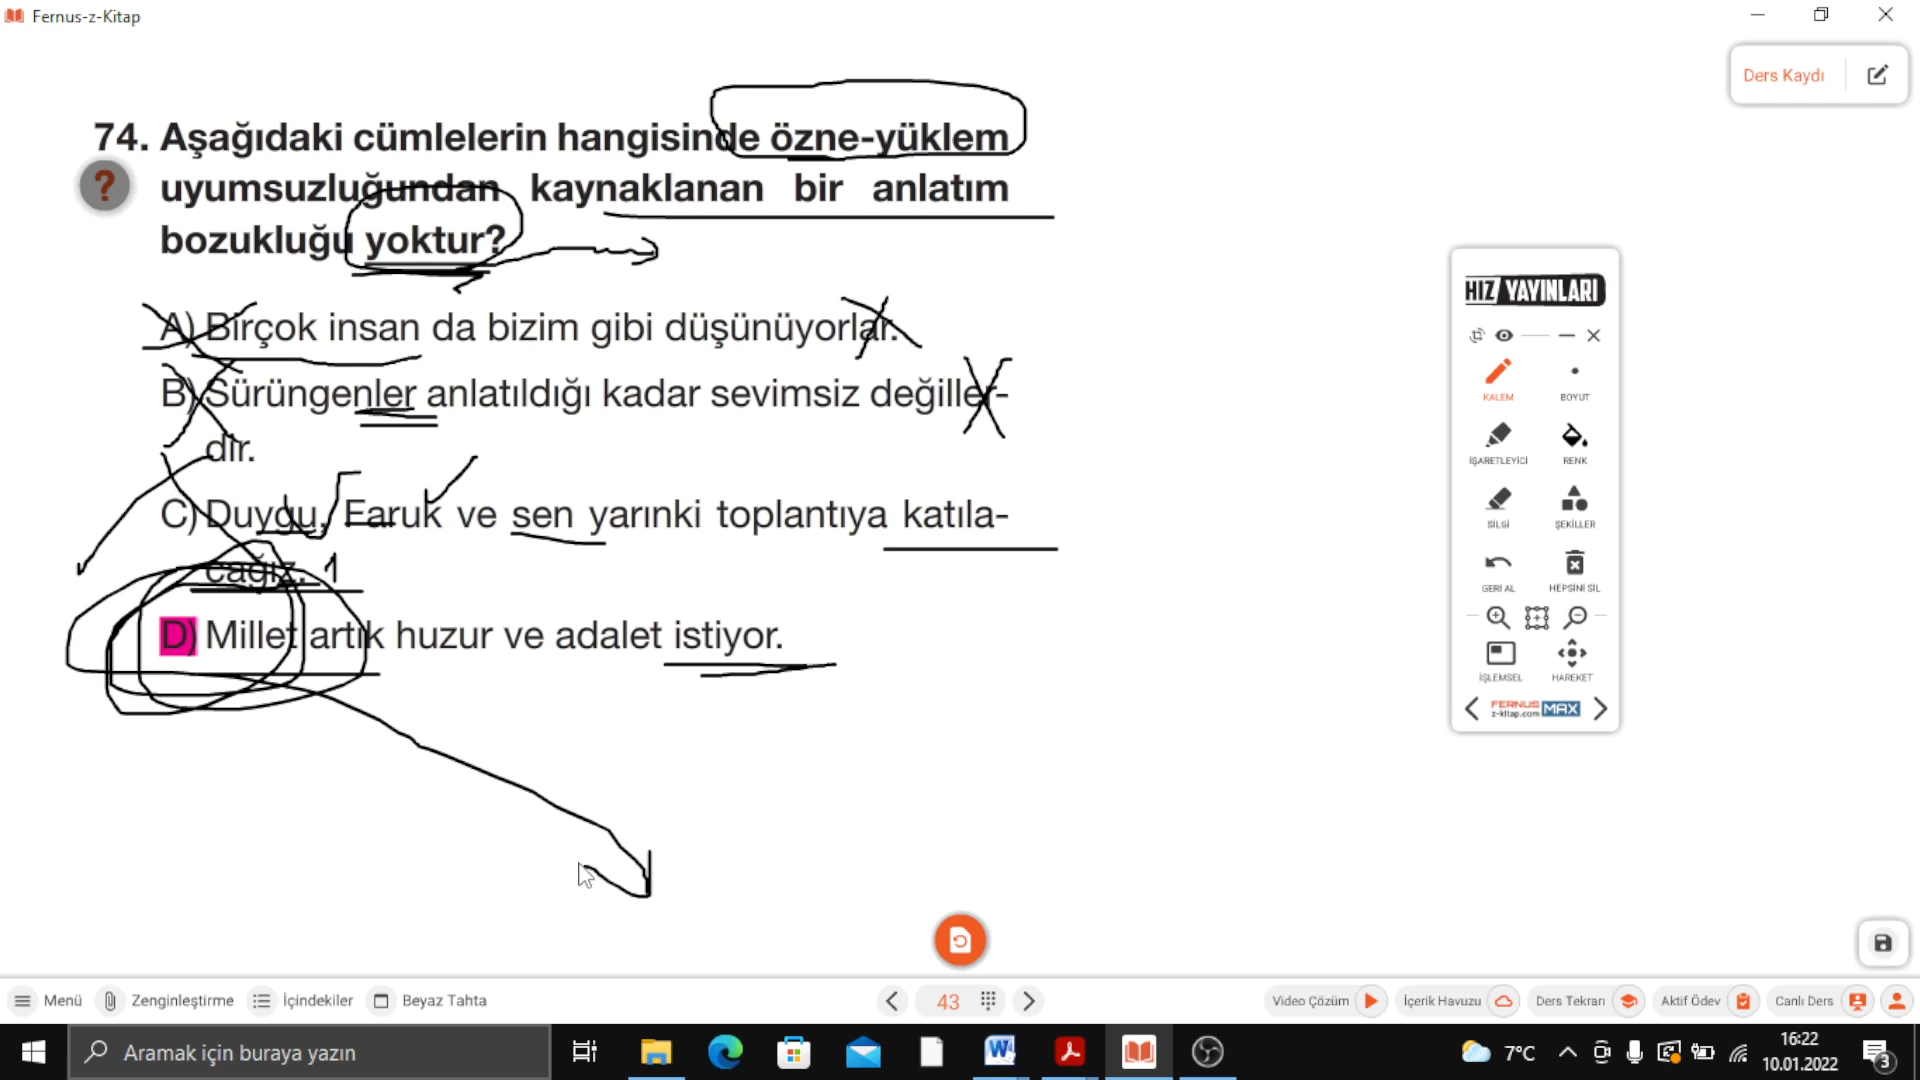 Fernus-z-Kitap
Ders Kaydı
74. Aşağıdaki cümlelerin hangisinde özne-yüklem
uyumsuzluğundan kaynaklanan bir anlatım
bozukluğu yoktur?
?
A) Birçok insan da bizim gibi düşünüyorlar.
B) Sürüngenler anlatıldığı kadar sevimsiz değiller-
dir.
C) Duygu, Faruk ve sen yarınki toplantıya katıla-
cağız. 1
D) Millet artık huzur ve adalet istiyor.
HIZ YAYINLARI
KALEM BOYUT
İŞARETLEYİCİ RENK
SİLGİ ŞEKİLLER
GERİ AL HEPSİNİ SİL
İŞLEMSEL HAREKET
FERNUS MAX
z-kitap.com
Menü Zenginleştirme İçindekiler Beyaz Tahta 43 Video Çözüm İçerik Havuzu Ders Tekrarı Aktif Ödev Canlı Ders
Aramak için buraya yazın
7°C
16:22
10.01.2022
3